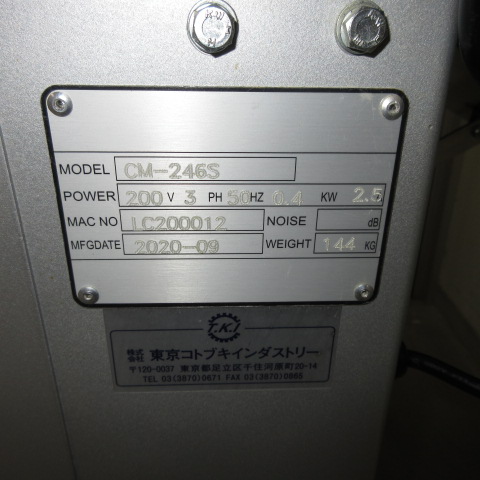 MODEL CM-246S
POWER 200 V 3 PH 50HZ 0.4 KW 2.5
MAC NO LC200012 NOISE dB
MFGDATE 2020-09 WEIGHT 144 KG
T.K.I
株式会社 東京コトブキインダストリー
〒120-0037 東京都足立区千住河原町20-14
TEL 03(3870)0671 FAX 03(3870)0865